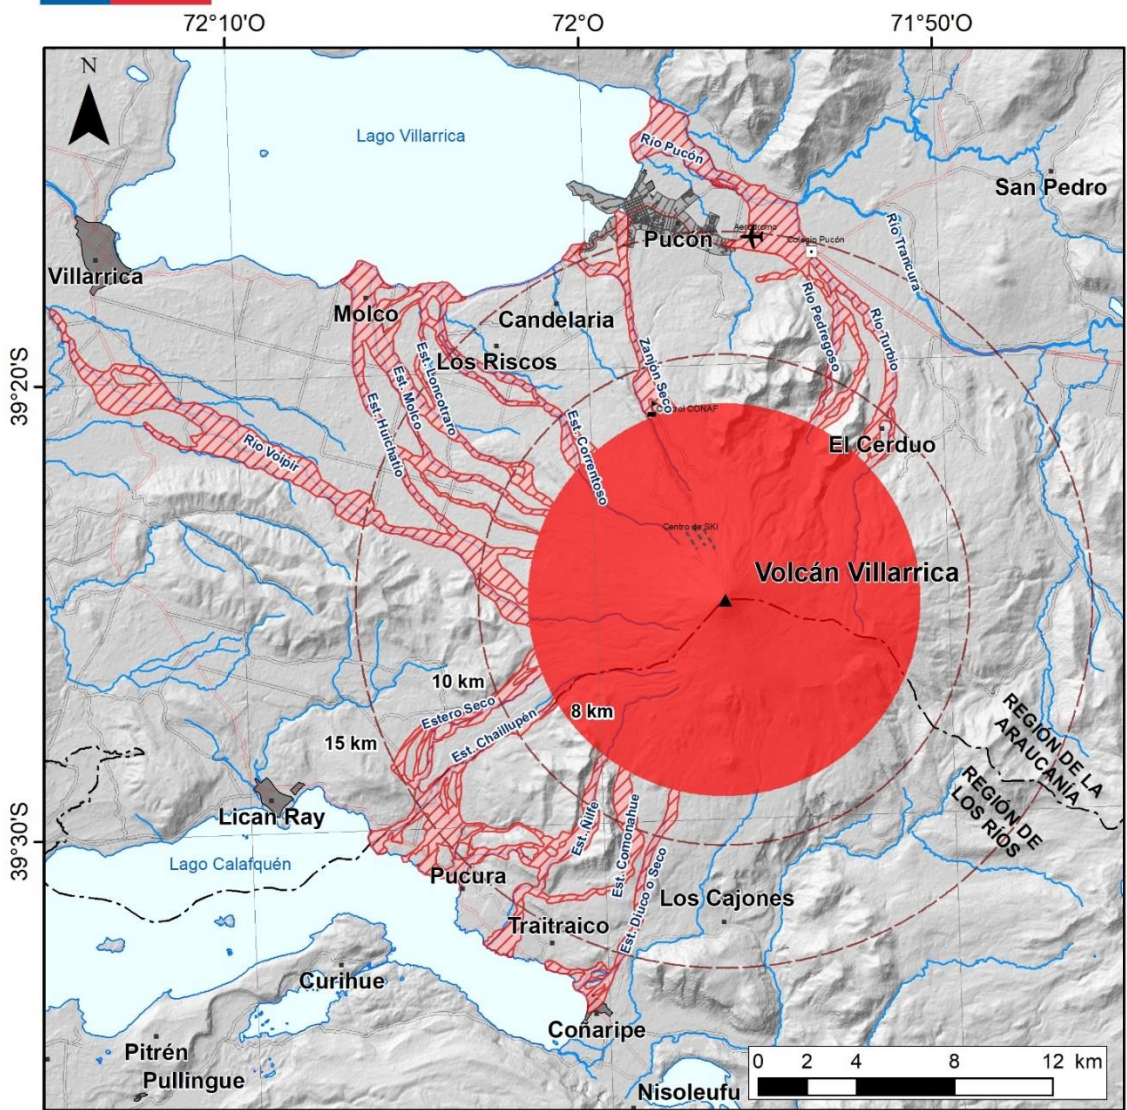 72°10'O
72°O
71°50'O
N
Lago Villarrica
Río Pucón
San Pedro
Aeródromo
Pucón
Colegio Pucón
Río Trancura
Villarrica
Molco
Candelaria
Río Pedregoso
Río Turbio
39°20'S
Los Riscos
Zanjón Seco
Est. Loncotraro
Est. Molco
Est. Huichatio
Est. Correntoso
Control CONAF
El Cerduo
Río Voipir
Centro de SKI
Volcán Villarrica
10 km
Estero Seco
8 km
Est. Chaillupén
15 km
REGIÓN DE LA
ARAUCANÍA
REGIÓN DE
LOS RÍOS
Lican Ray
39°30'S
Lago Calafquén
Est. Ñilfe
Est. Comonahue
Est. Diuco o Seco
Pucura
Los Cajones
Traitraico
Curihue
Coñaripe
Pitrén
Pullingue
Nisoleufu
0 2 4 8 12 km